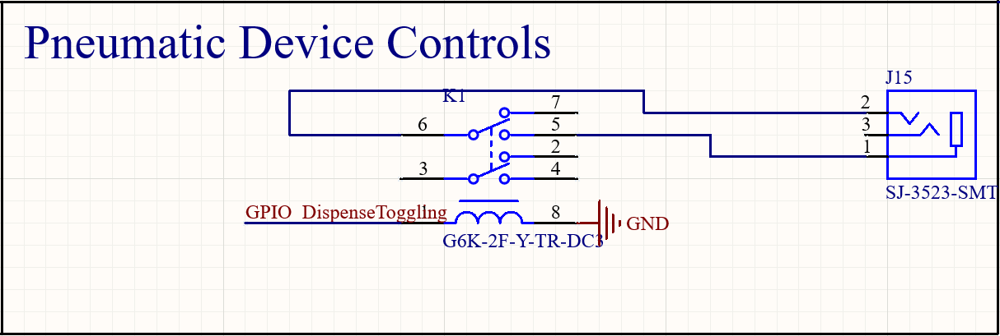 Pneumatic Device Controls
J15
K1
7
2
6
5
3
2
1
3
4
GPIO_DispenseToggling
1
8
GND
SJ-3523-SMT
G6K-2F-Y-TR-DC3